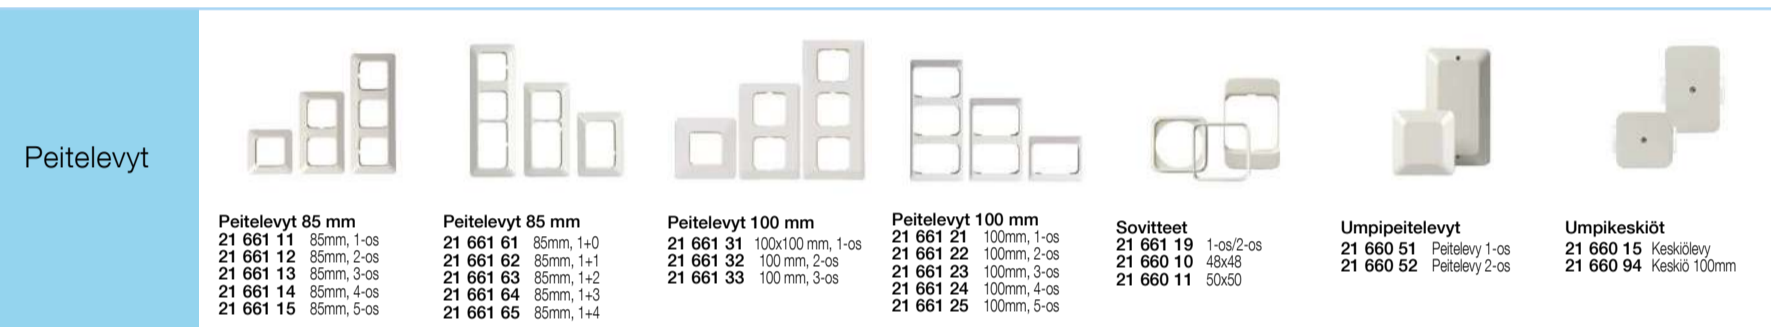 Peitelevyt
Peitelevyt 85 mm
21 661 11 85mm, 1-os
21 661 12 85mm, 2-os
21 661 13 85mm, 3-os
21 661 14 85mm, 4-os
21 661 15 85mm, 5-os
Peitelevyt 85 mm
21 661 61 85mm, 1+0
21 661 62 85mm, 1+1
21 661 63 85mm, 1+2
21 661 64 85mm, 1+3
21 661 65 85mm, 1+4
Peitelevyt 100 mm
21 661 31 100x100 mm, 1-os
21 661 32 100 mm, 2-os
21 661 33 100 mm, 3-os
Peitelevyt 100 mm
21 661 21 100mm, 1-os
21 661 22 100mm, 2-os
21 661 23 100mm, 3-os
21 661 24 100mm, 4-os
21 661 25 100mm, 5-os
Sovitteet
21 661 19 1-os/2-os
21 660 10 48x48
21 660 11 50x50
Umpipeitelevyt
21 660 51 Peitelevy 1-os
21 660 52 Peitelevy 2-os
Umpikeskiöt
21 660 15 Keskiölevy
21 660 94 Keskiö 100mm